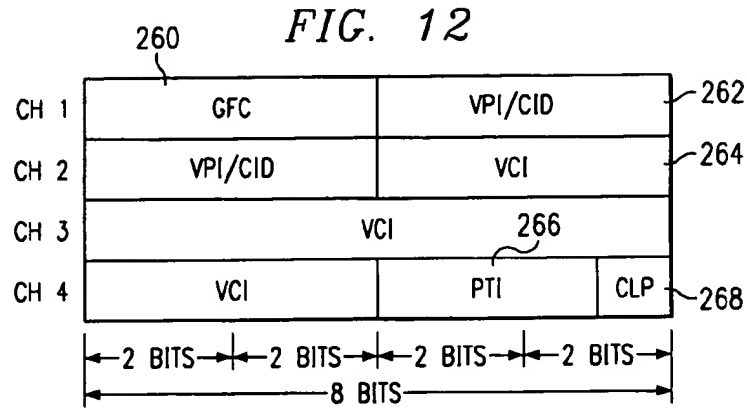 FIG. 12
260
CH 1 GFC VPI/CID 262
CH 2 VPI/CID VCI 264
CH 3 VCI
266
CH 4 VCI PTI CLP 268
2 BITS 2 BITS 2 BITS 2 BITS
8 BITS